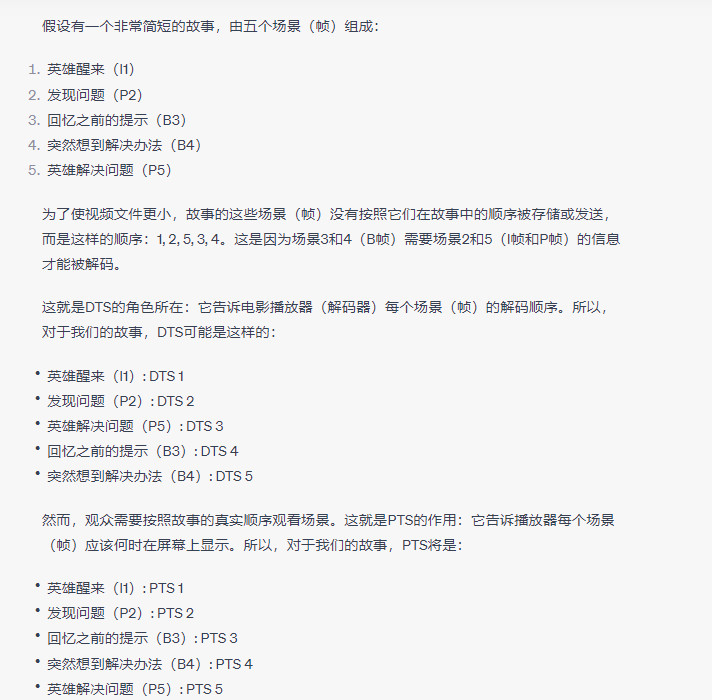 假设有一个非常简短的故事，由五个场景（帧）组成：
1. 英雄醒来（I1）
2. 发现问题（P2）
3. 回忆之前的提示（B3）
4. 突然想到解决办法（B4）
5. 英雄解决问题（P5）
为了使视频文件更小，故事的这些场景（帧）没有按照它们在故事中的顺序被存储或发送，
而是这样的顺序：1, 2, 5, 3, 4。这是因为场景3和4（B帧）需要场景2和5（I帧和P帧）的信息
才能被解码。
这就是DTS的角色所在：它告诉电影播放器（解码器）每个场景（帧）的解码顺序。所以，
对于我们的故事，DTS可能是这样的：
• 英雄醒来（I1）: DTS 1
• 发现问题（P2）: DTS 2
• 英雄解决问题（P5）: DTS 3
• 回忆之前的提示（B3）: DTS 4
• 突然想到解决办法（B4）: DTS 5
然而，观众需要按照故事的真实顺序观看场景。这就是PTS的作用：它告诉播放器每个场景
（帧）应该何时在屏幕上显示。所以，对于我们的故事，PTS将是：
• 英雄醒来（I1）: PTS 1
• 发现问题（P2）: PTS 2
• 回忆之前的提示（B3）: PTS 3
• 突然想到解决办法（B4）: PTS 4
• 英雄解决问题（P5）: PTS 5